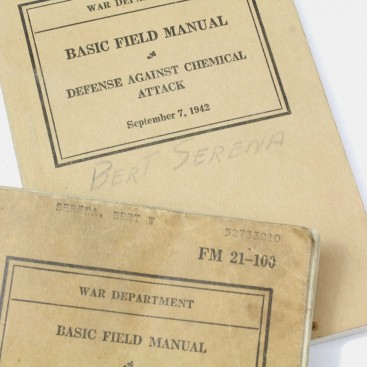 WAR
BASIC FIELD MANUAL
DEFENSE AGAINST CHEMICAL
ATTACK
September 7, 1942
BERT SERENA
SERENA, BERT W
32733010
FM 21-100
WAR DEPARTMENT
BASIC FIELD MANUAL